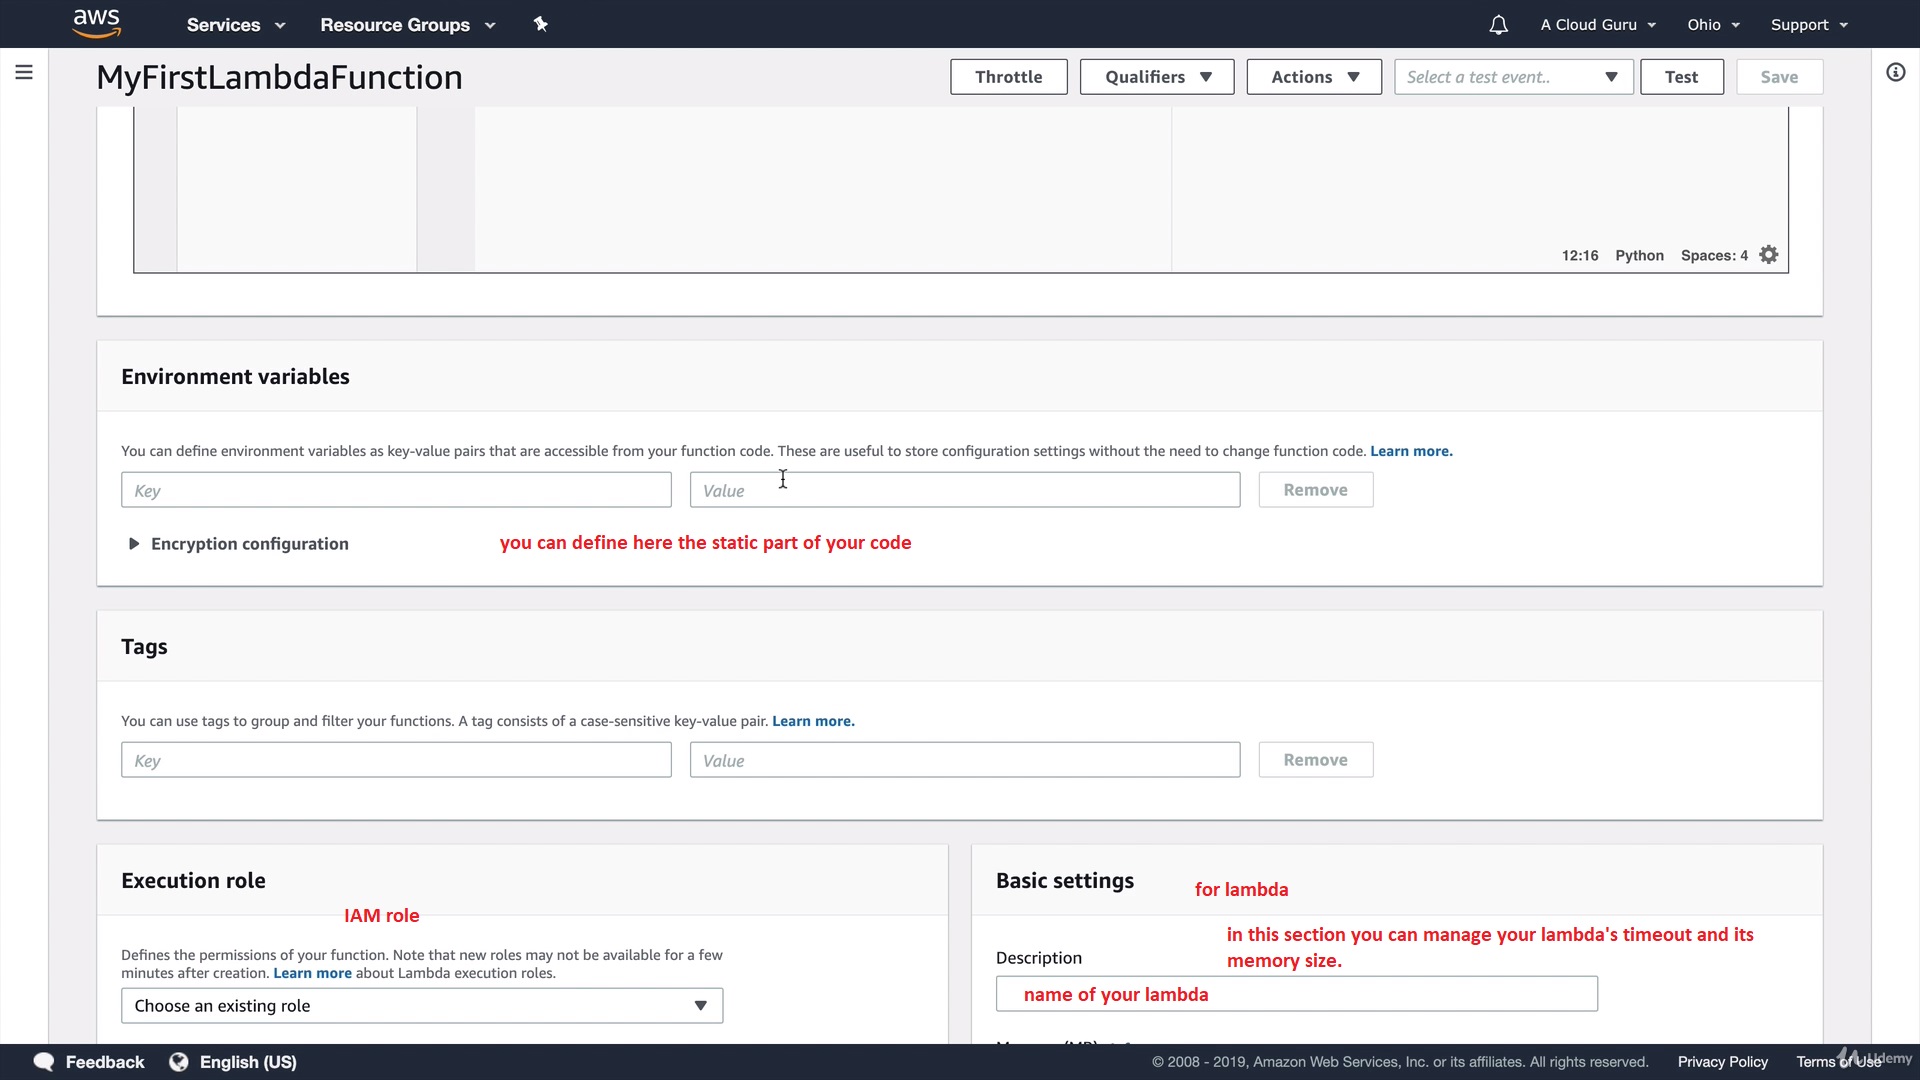 aws
Services
Resource Groups
A Cloud Guru
Ohio
Support
MyFirstLambdaFunction
Throttle
Qualifiers
Actions
Select a test event..
Test
Save
12:16 Python Spaces: 4
Environment variables
You can define environment variables as key-value pairs that are accessible from your function code. These are useful to store configuration settings without the need to change function code. Learn more.
Key
Value
Remove
Encryption configuration
you can define here the static part of your code
Tags
You can use tags to group and filter your functions. A tag consists of a case-sensitive key-value pair. Learn more.
Key
Value
Remove
Execution role
IAM role
Defines the permissions of your function. Note that new roles may not be available for a few
minutes after creation. Learn more about Lambda execution roles.
Choose an existing role
Basic settings
for lambda
in this section you can manage your lambda's timeout and its
memory size.
Description
name of your lambda
Feedback
English (US)
© 2008 - 2019, Amazon Web Services, Inc. or its affiliates. All rights reserved.
Privacy Policy
Terms of Use
Udemy